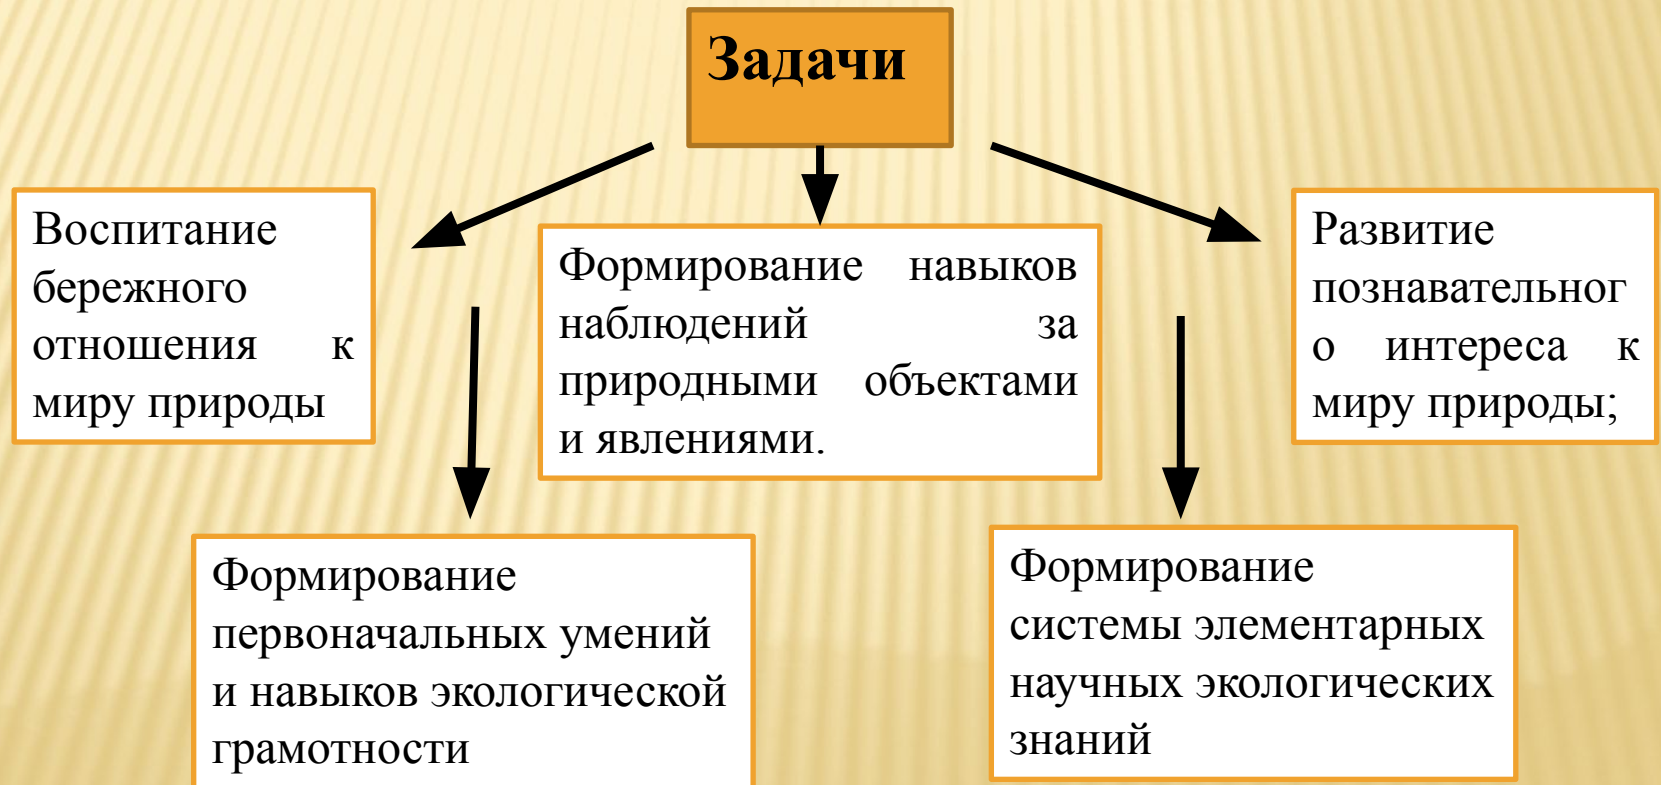 Задачи
Воспитание
бережного
отношения к
миру природы
Формирование навыков
наблюдений за
природными объектами
и явлениями.
Развитие
познавательног
о интереса к
миру природы;
Формирование
первоначальных умений
и навыков экологической
грамотности
Формирование
системы элементарных
научных экологических
знаний